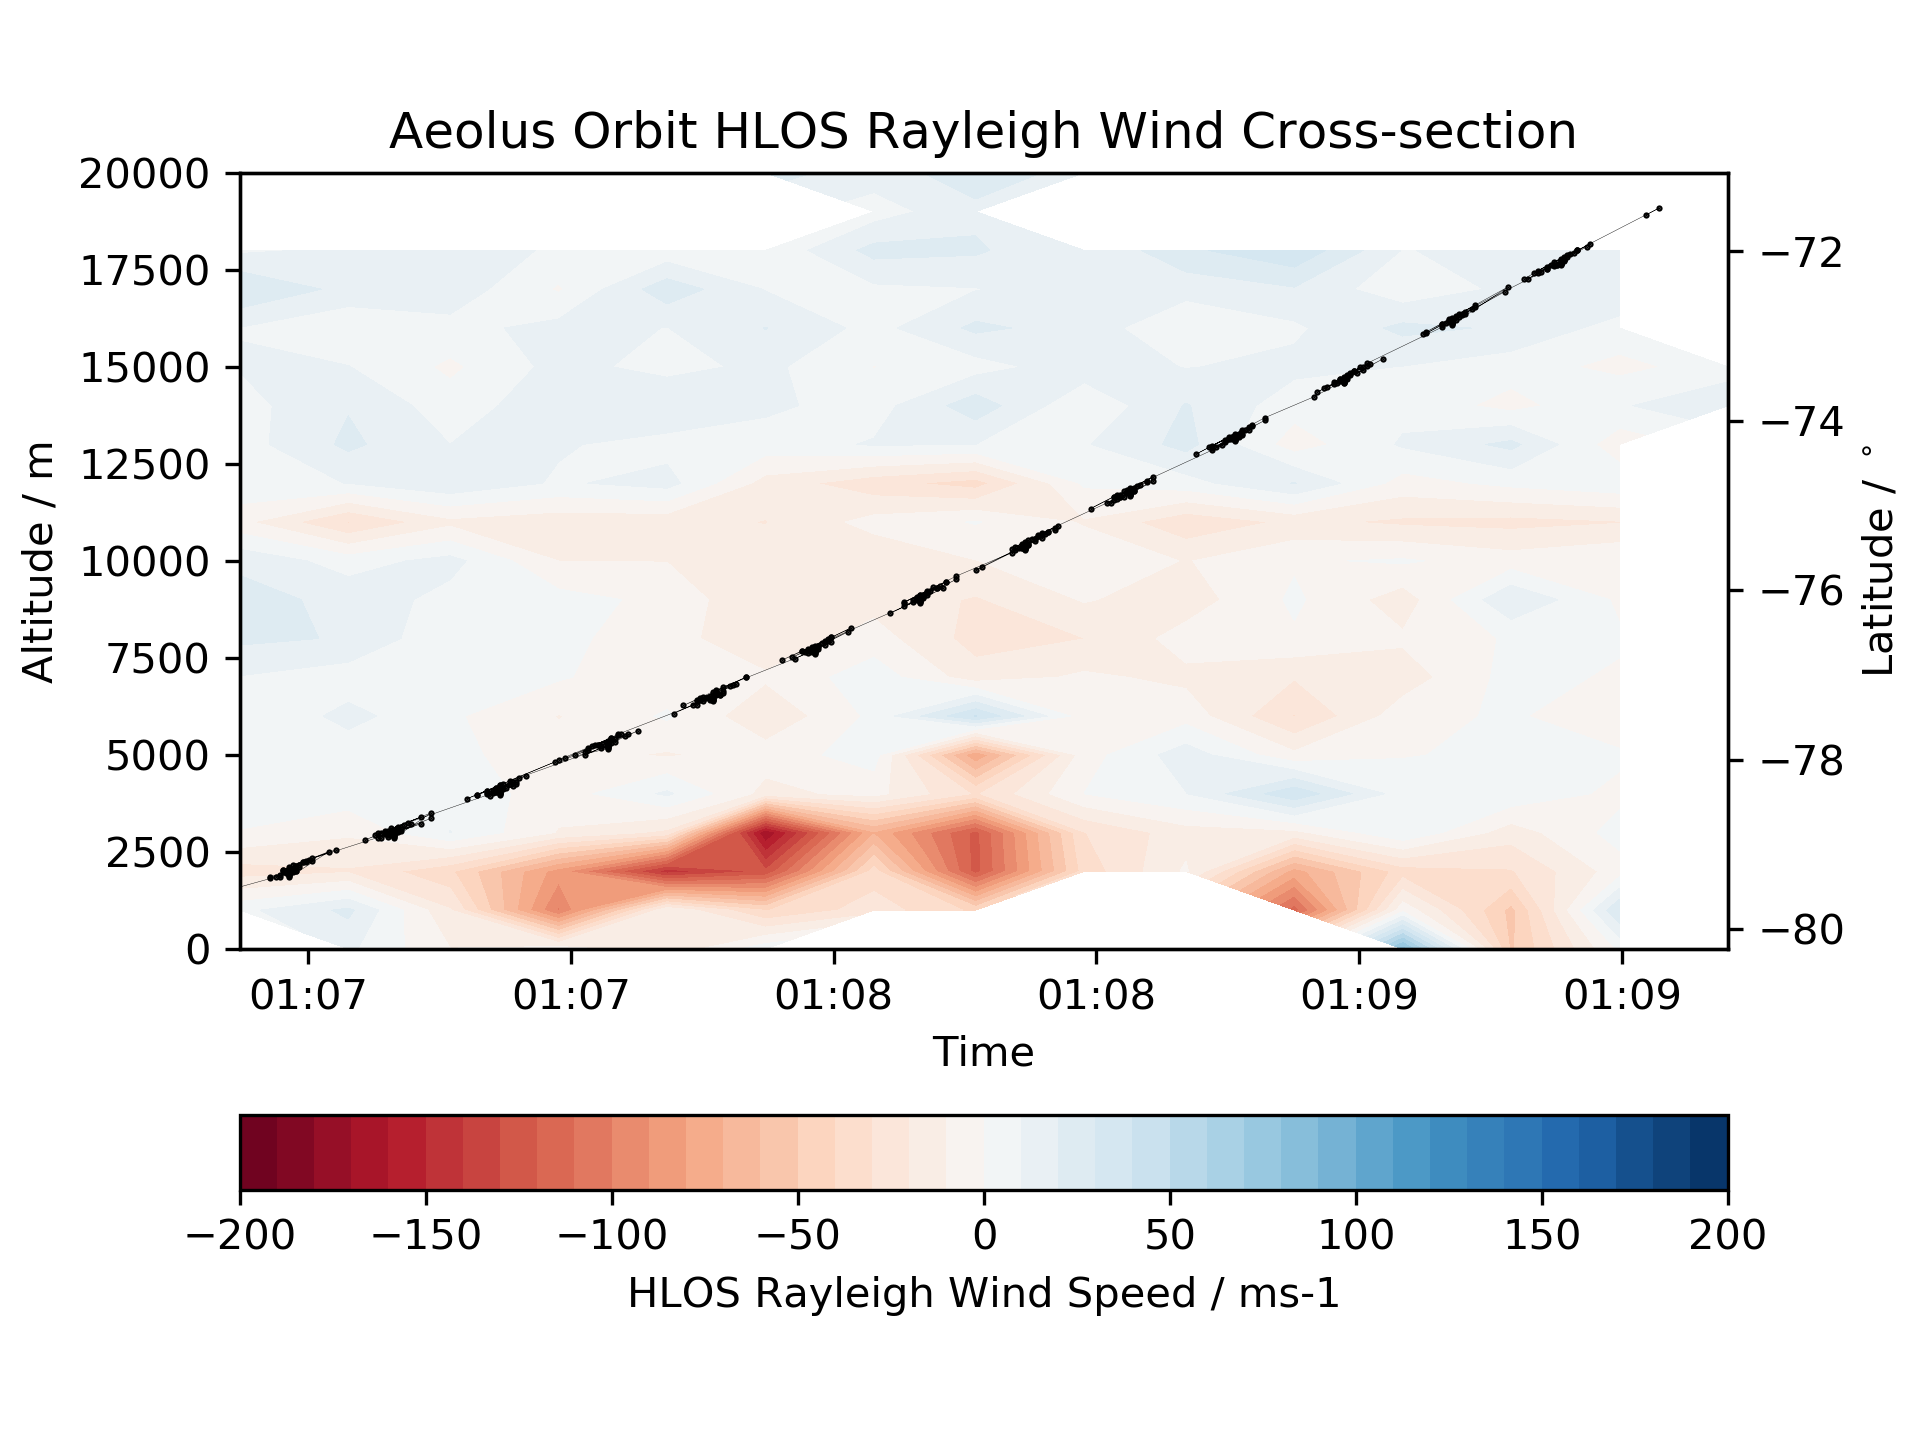 Aeolus Orbit HLOS Rayleigh Wind Cross-section
20000
17500
15000
12500
10000
7500
5000
2500
0
Altitude / m
−72
−74
−76
−78
−80
Latitude / °
01:07 01:07 01:08 01:08 01:09 01:09
Time
−200 −150 −100 −50 0 50 100 150 200
HLOS Rayleigh Wind Speed / ms-1